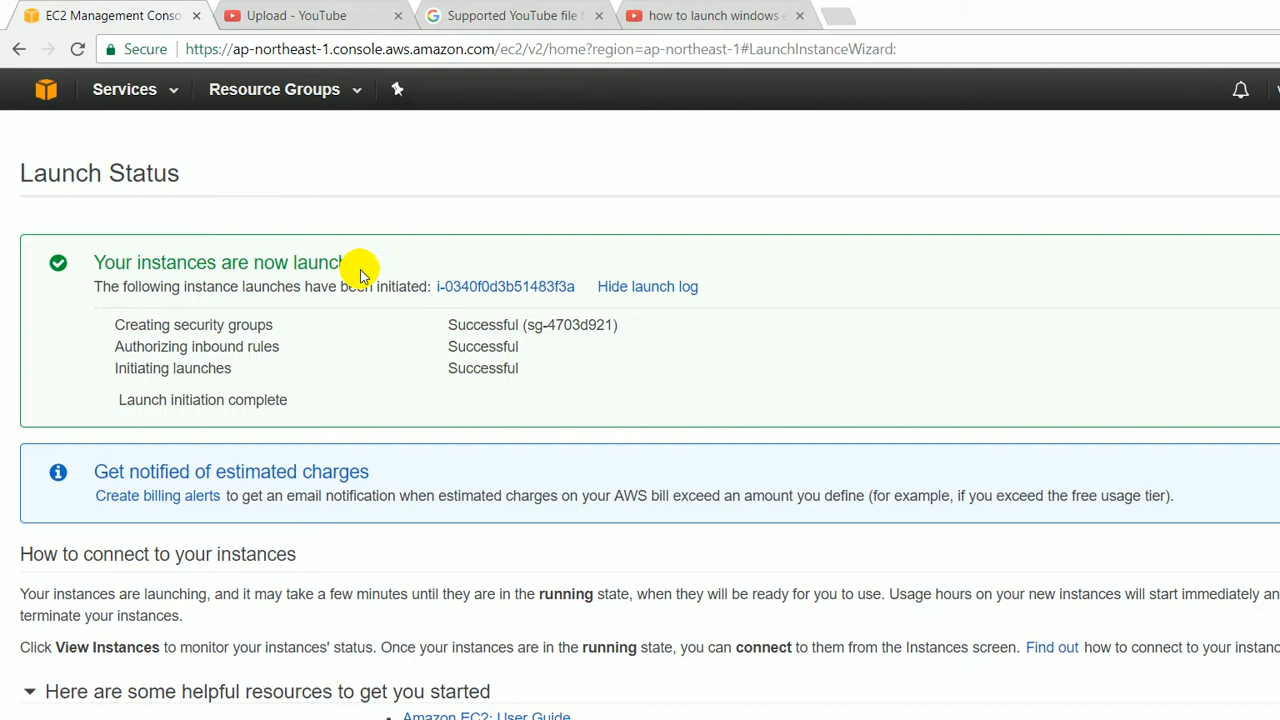 EC2 Management Conso
Upload - YouTube
Supported YouTube file
how to launch windows
Secure
https://ap-northeast-1.console.aws.amazon.com/ec2/v2/home?region=ap-northeast-1#LaunchInstanceWizard:
Services
Resource Groups
Launch Status
Your instances are now launch
The following instance launches have been initiated: i-0340f0d3b51483f3a Hide launch log
Creating security groups Successful (sg-4703d921)
Authorizing inbound rules Successful
Initiating launches Successful
Launch initiation complete
Get notified of estimated charges
Create billing alerts to get an email notification when estimated charges on your AWS bill exceed an amount you define (for example, if you exceed the free usage tier).
How to connect to your instances
Your instances are launching, and it may take a few minutes until they are in the running state, when they will be ready for you to use. Usage hours on your new instances will start immediately an
terminate your instances.
Click View Instances to monitor your instances' status. Once your instances are in the running state, you can connect to them from the Instances screen. Find out how to connect to your instanc
Here are some helpful resources to get you started
Amazon EC2: User Guide